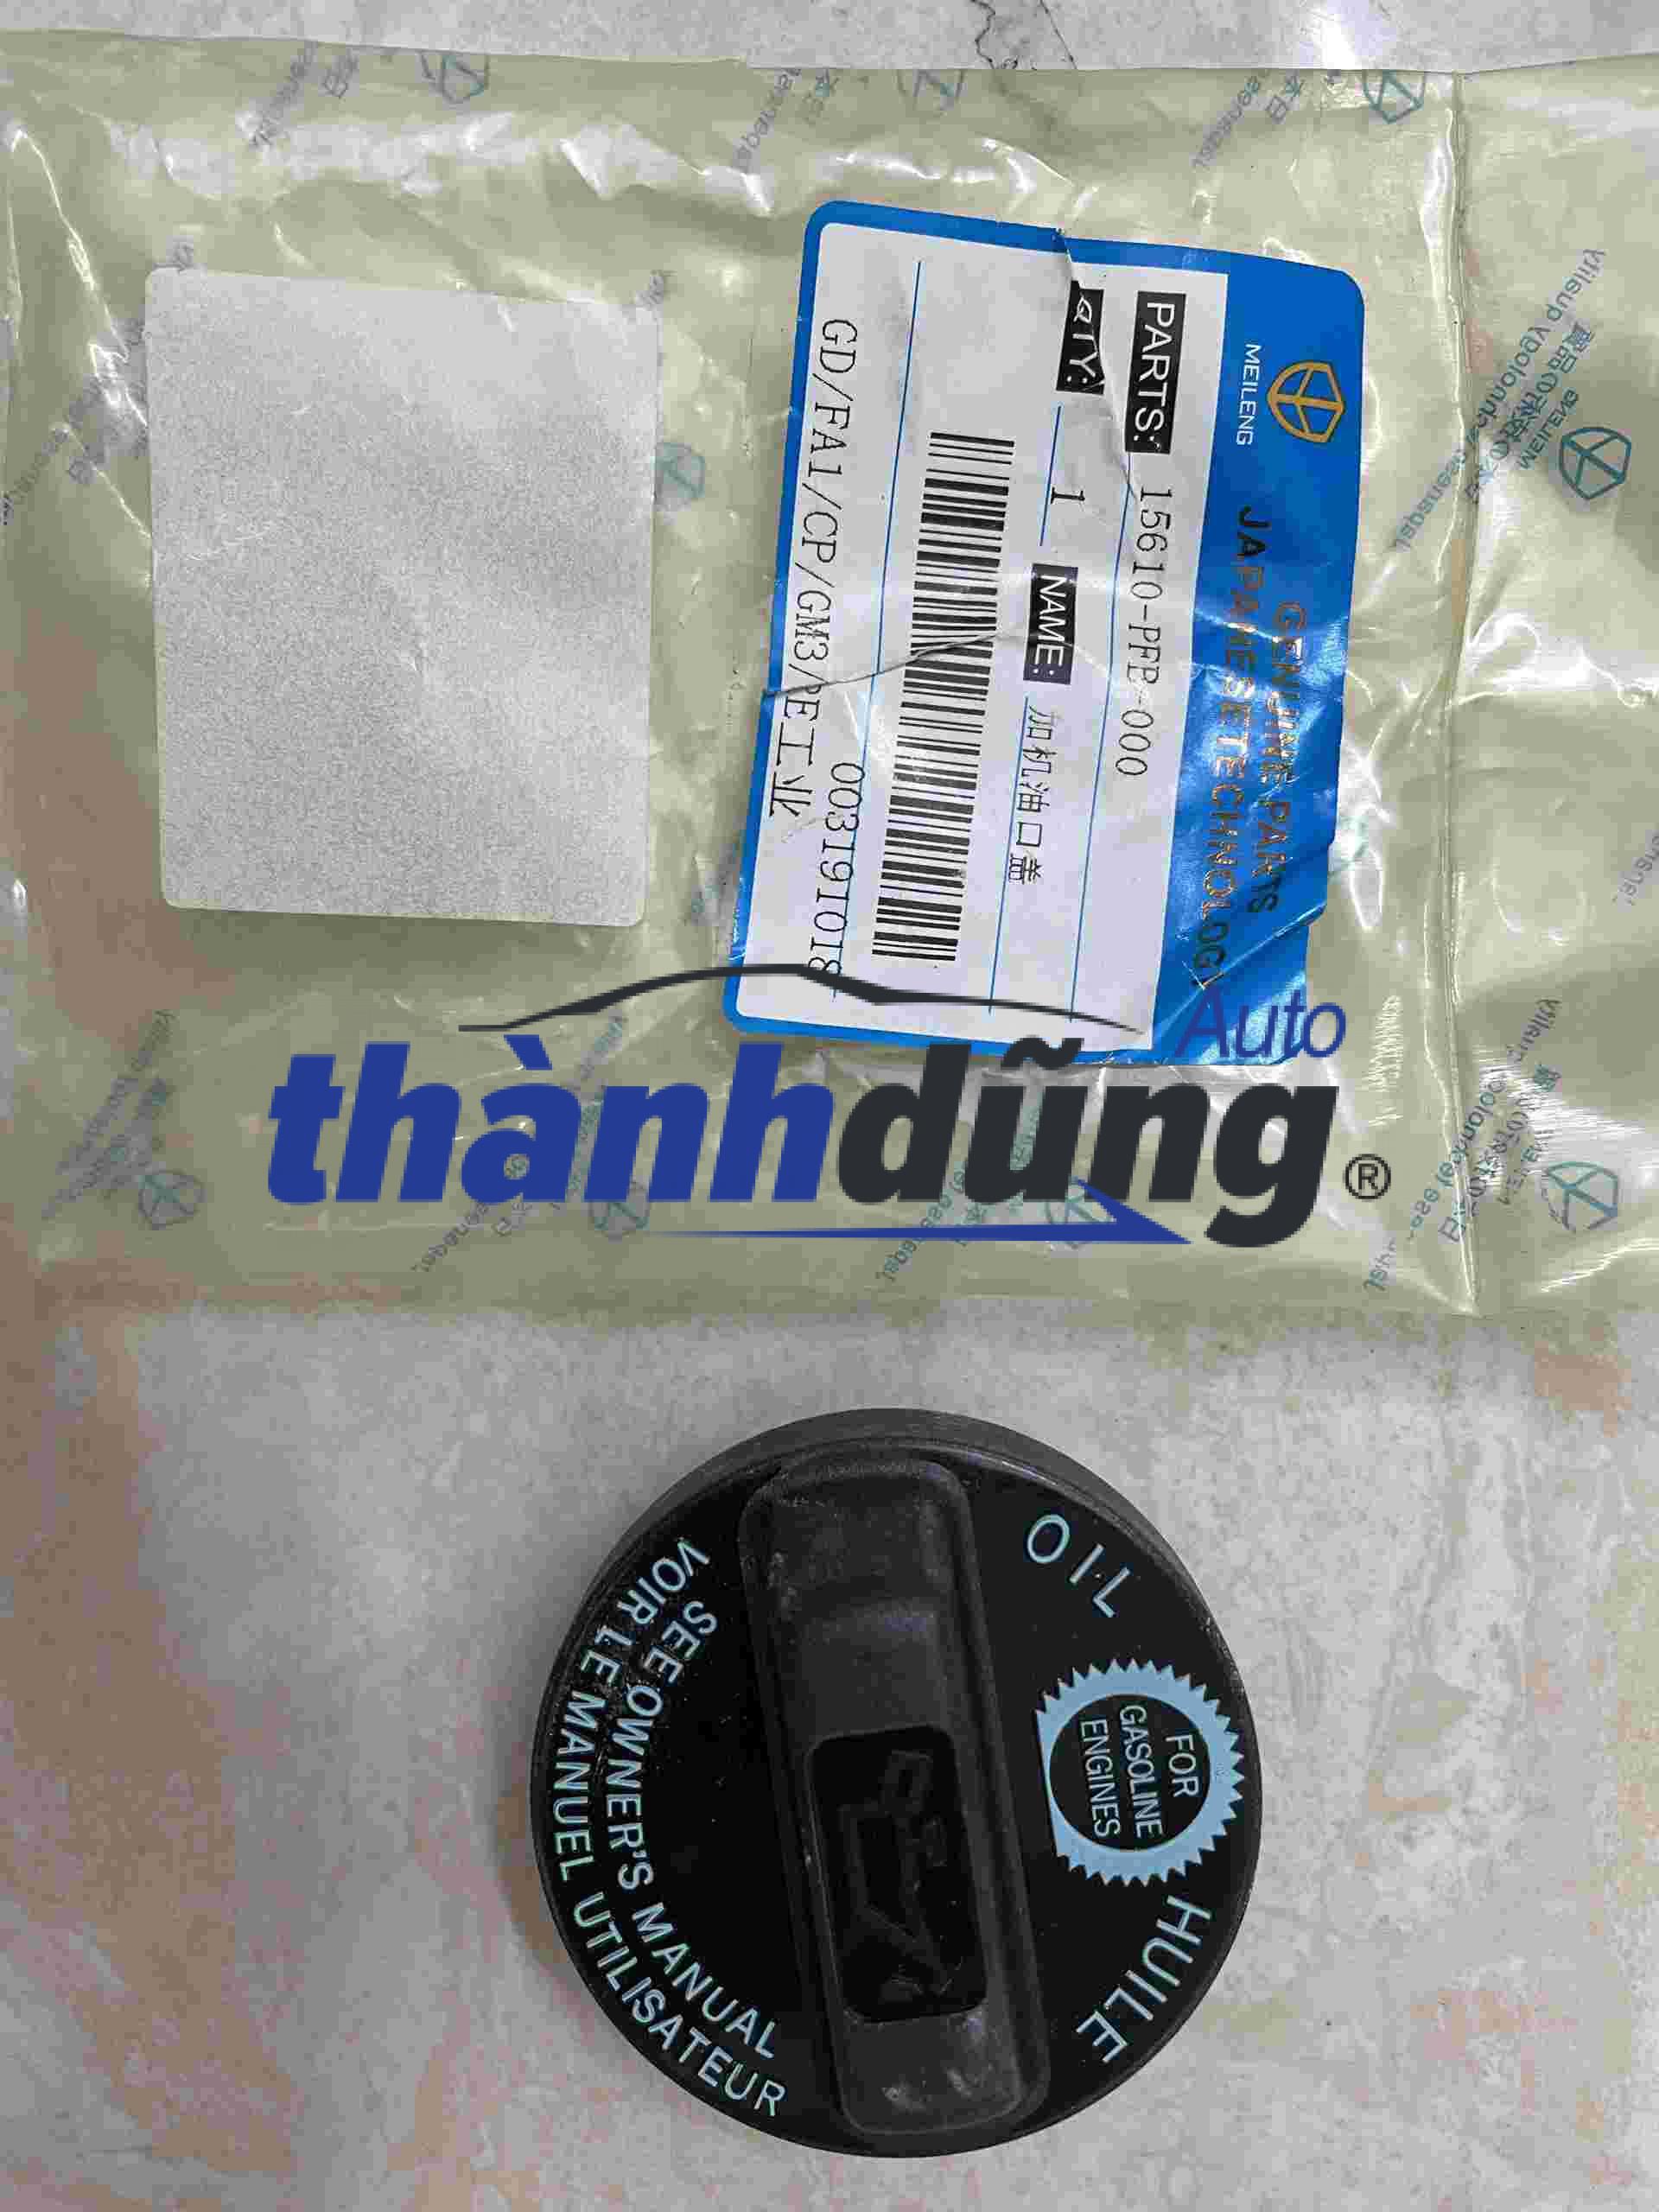 MEILENG
GENUINE PARTS
JAPANESE TECHNOLOGY
PARTS: 15610-PFB-000
QTY: 1 NAME: 加机油口盖
00319I018
GD/FA1/CP/GM3/RE工业
Auto
thànhdũng®
OIL
FOR
GASOLINE
ENGINES
HUILE
SEE OWNER'S MANUAL
VOIR LE MANUEL UTILISATEUR